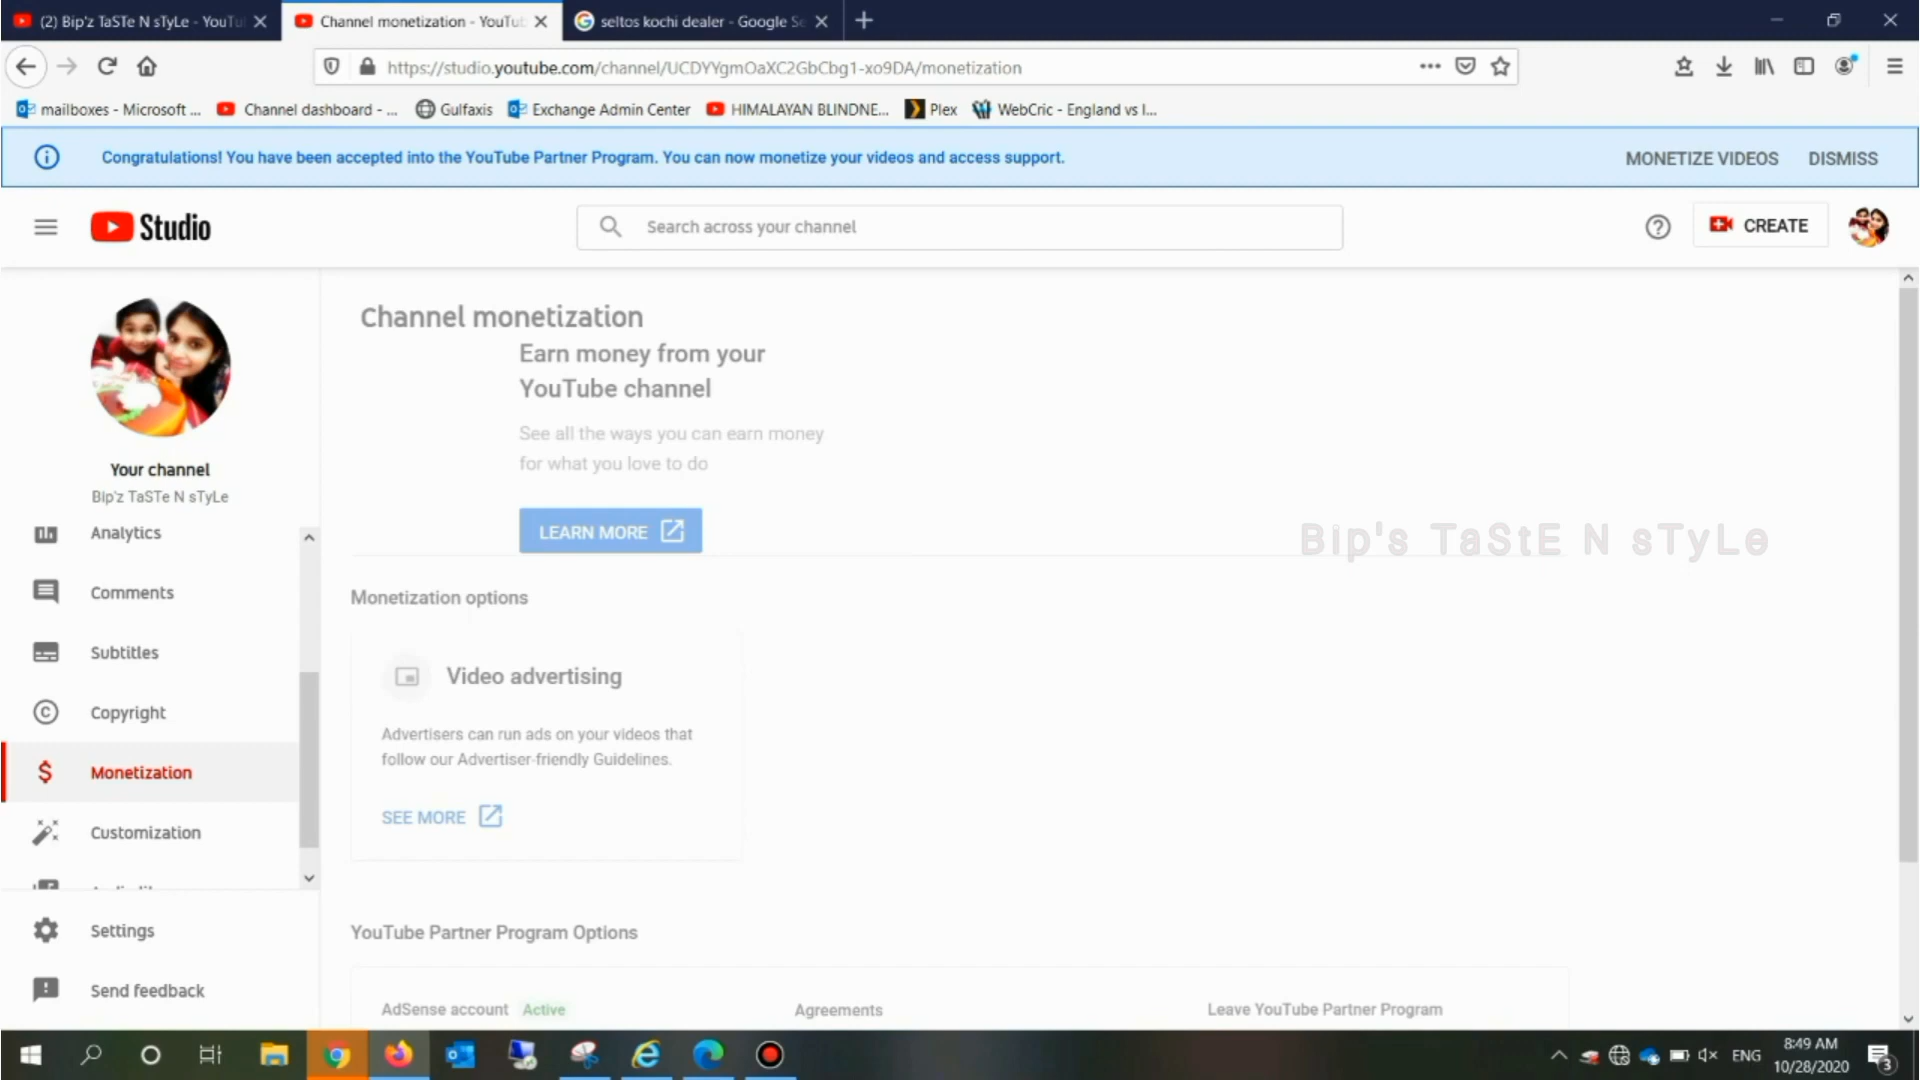 (2) Bip'z TaSTe N sTyLe - YouTu
Channel monetization - YouTub
seltos kochi dealer - Google Se
https://studio.youtube.com/channel/UCDYYgmOaXC2GbCbg1-xo9DA/monetization
mailboxes - Microsoft ...
Channel dashboard - ...
Gulfaxis
Exchange Admin Center
HIMALAYAN BLINDNE...
Plex
WebCric - England vs I...
Congratulations! You have been accepted into the YouTube Partner Program. You can now monetize your videos and access support.
MONETIZE VIDEOS
DISMISS
Studio
Search across your channel
CREATE
Your channel
Bip'z TaSTe N sTyLe
Analytics
Comments
Subtitles
Copyright
Monetization
Customization
Settings
Send feedback
Channel monetization
Earn money from your
YouTube channel
See all the ways you can earn money
for what you love to do
LEARN MORE
Bip's TaStE N sTyLe
Monetization options
Video advertising
Advertisers can run ads on your videos that
follow our Advertiser-friendly Guidelines.
SEE MORE
YouTube Partner Program Options
AdSense account Active
Agreements
Leave YouTube Partner Program
ENG
8:49 AM
10/28/2020
3